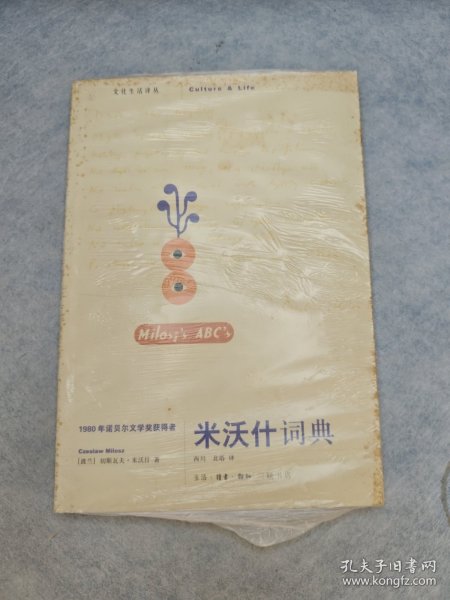 文化生活译丛 Culture & Life
Milosz's ABC's
1980年诺贝尔文学奖获得者
Czeslaw Milosz
[波兰] 切斯瓦夫·米沃什 著
米沃什词典
西川 北塔 译
生活·读书·新知 三联书店
孔夫子旧书网
www.kongfz.com